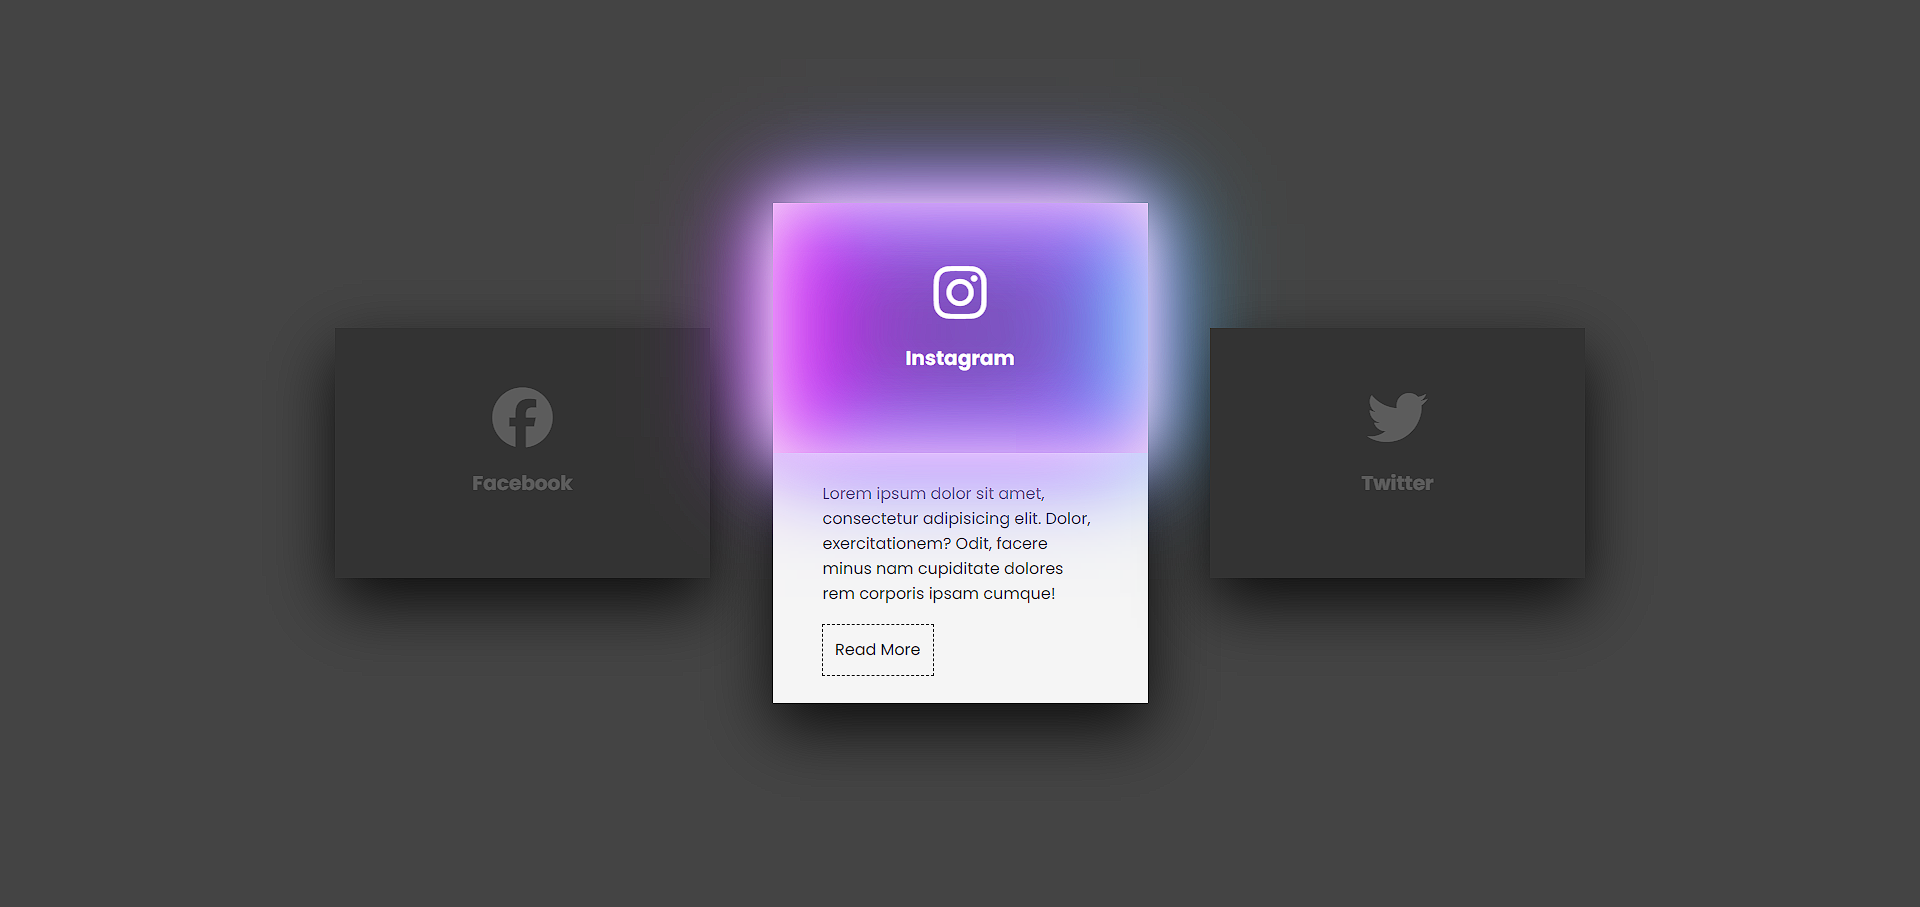 Instagram
Facebook
Twitter
Lorem ipsum dolor sit amet,
consectetur adipisicing elit. Dolor,
exercitationem? Odit, facere
minus nam cupiditate dolores
rem corporis ipsam cumque!
Read More